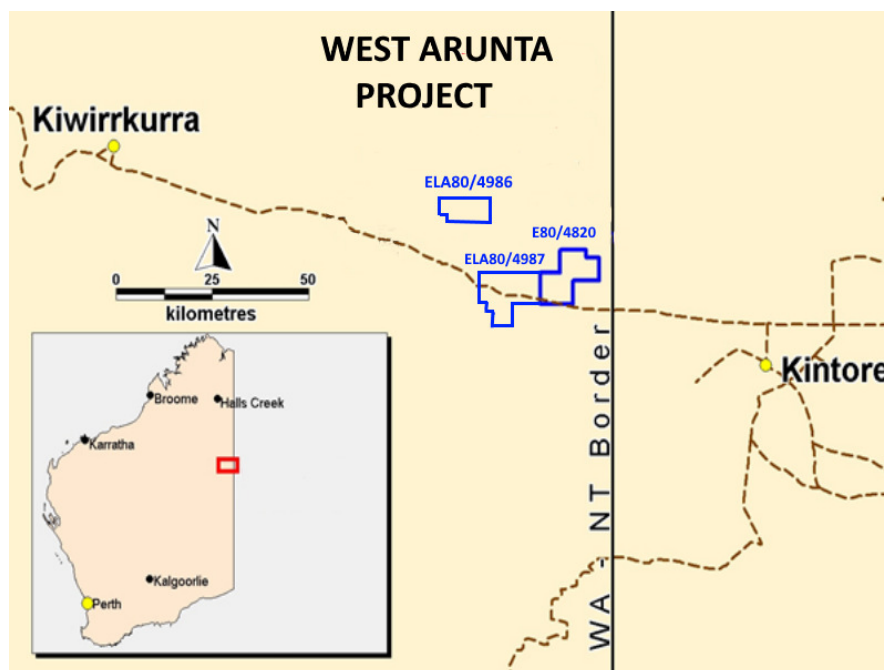 WEST ARUNTA
PROJECT
Kiwirrkurra
ELA80/4986
E80/4820
ELA80/4987
N
0 25 50
kilometres
WA - NT Border
Kintore
Broome
Halls Creek
Karratha
Kalgoorlie
Perth